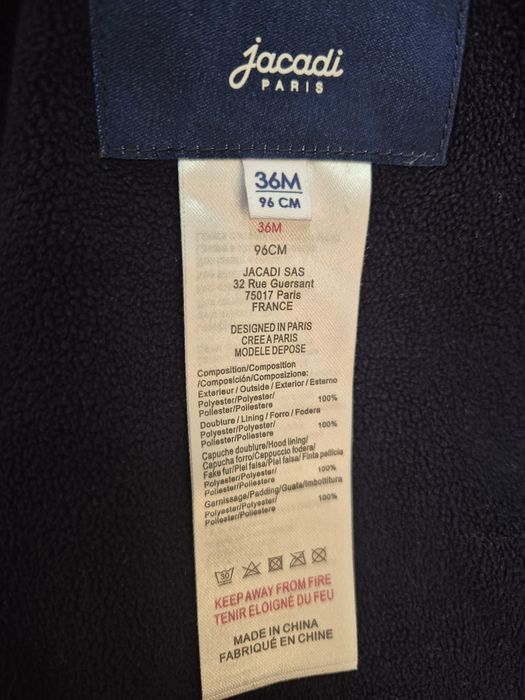 jacadi
PARIS
36M
96 CM
36M
96CM
JACADI SAS
32 Rue Guersant
75017 Paris
FRANCE
DESIGNED IN PARIS
CREE A PARIS
MODELE DEPOSE
Composition/Composition
/Composición/Composizione:
Exterieur / Outside / Exterior / Esterno
Polyester/Polyester/ 100%
Poliester/Poliestere
Doublure / Lining / Forro / Fodera
Polyester/Polyester/ 100%
Poliester/Poliestere
Capuche doublure/Hood lining/
Capucha forro/Cappuccio fodera/
Fake fur/Piel falsa/Piel falsa/ Finta pelliccia
Polyester/Polyester/ 100%
Poliester/Poliestere
Garnissage/Padding/Guata/Imbottitura
Polyester/Polyester/ 100%
Poliester/Poliestere
30
KEEP AWAY FROM FIRE
TENIR ELOIGNÉ DU FEU
MADE IN CHINA
FABRIQUÉ EN CHINE